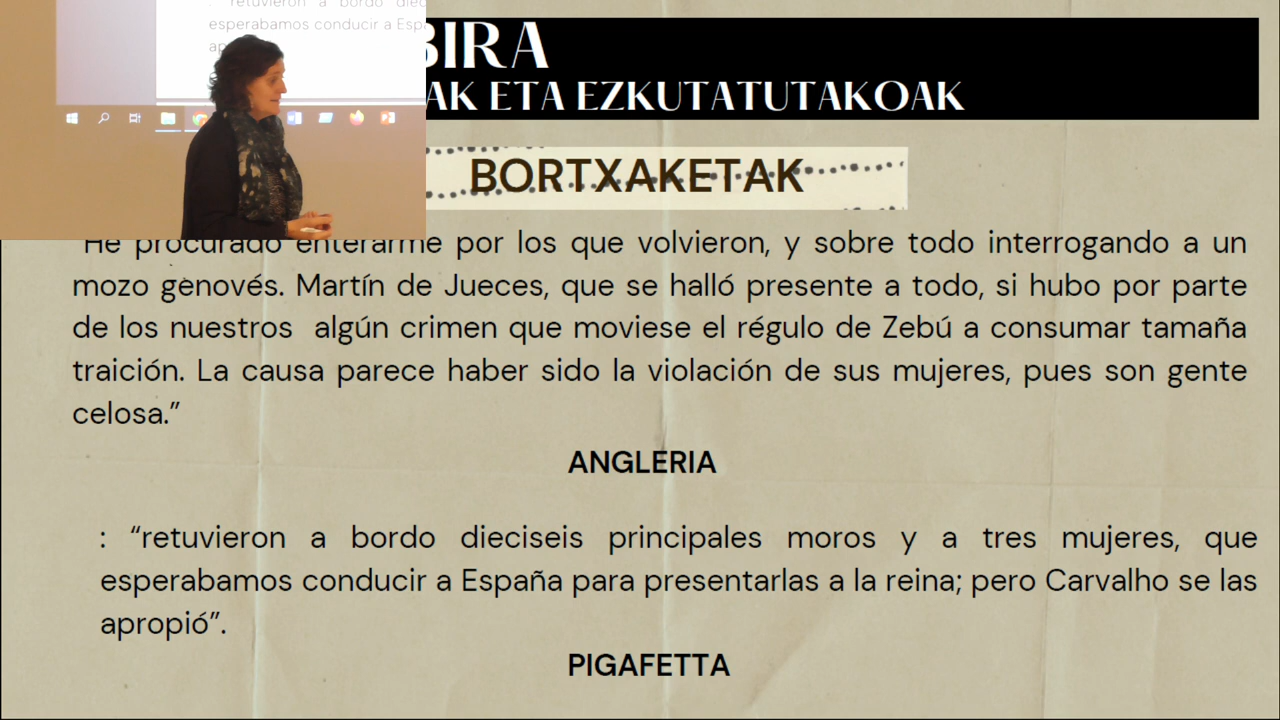 retuvieron a bordo
esperabamos conducir a
BIRA
AK ETA EZKUTATUTAKOAK
BORTXAKETAK
“He procurado enterarme por los que volvieron, y sobre todo interrogando a un
mozo genovés. Martín de Jueces, que se halló presente a todo, si hubo por parte
de los nuestros algún crimen que moviese el régulo de Zebú a consumar tamaña
traición. La causa parece haber sido la violación de sus mujeres, pues son gente
celosa.”
ANGLERIA
: “retuvieron a bordo dieciseis principales moros y a tres mujeres, que
esperabamos conducir a España para presentarlas a la reina; pero Carvalho se las
apropió”.
PIGAFETTA